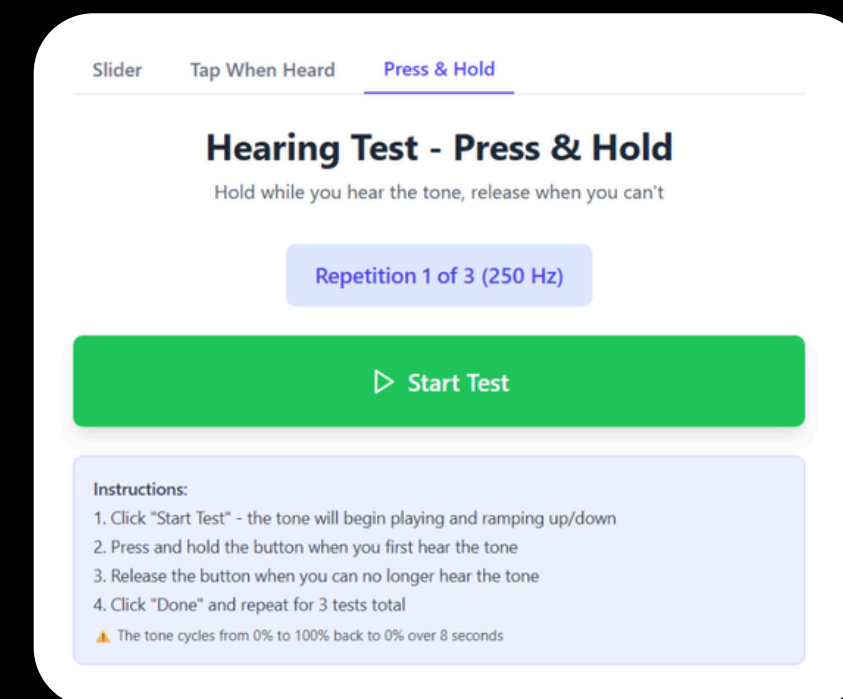 Slider Tap When Heard Press & Hold
Hearing Test - Press & Hold
Hold while you hear the tone, release when you can't
Repetition 1 of 3 (250 Hz)
Start Test
Instructions:
1. Click "Start Test" - the tone will begin playing and ramping up/down
2. Press and hold the button when you first hear the tone
3. Release the button when you can no longer hear the tone
4. Click "Done" and repeat for 3 tests total
⚠️ The tone cycles from 0% to 100% back to 0% over 8 seconds